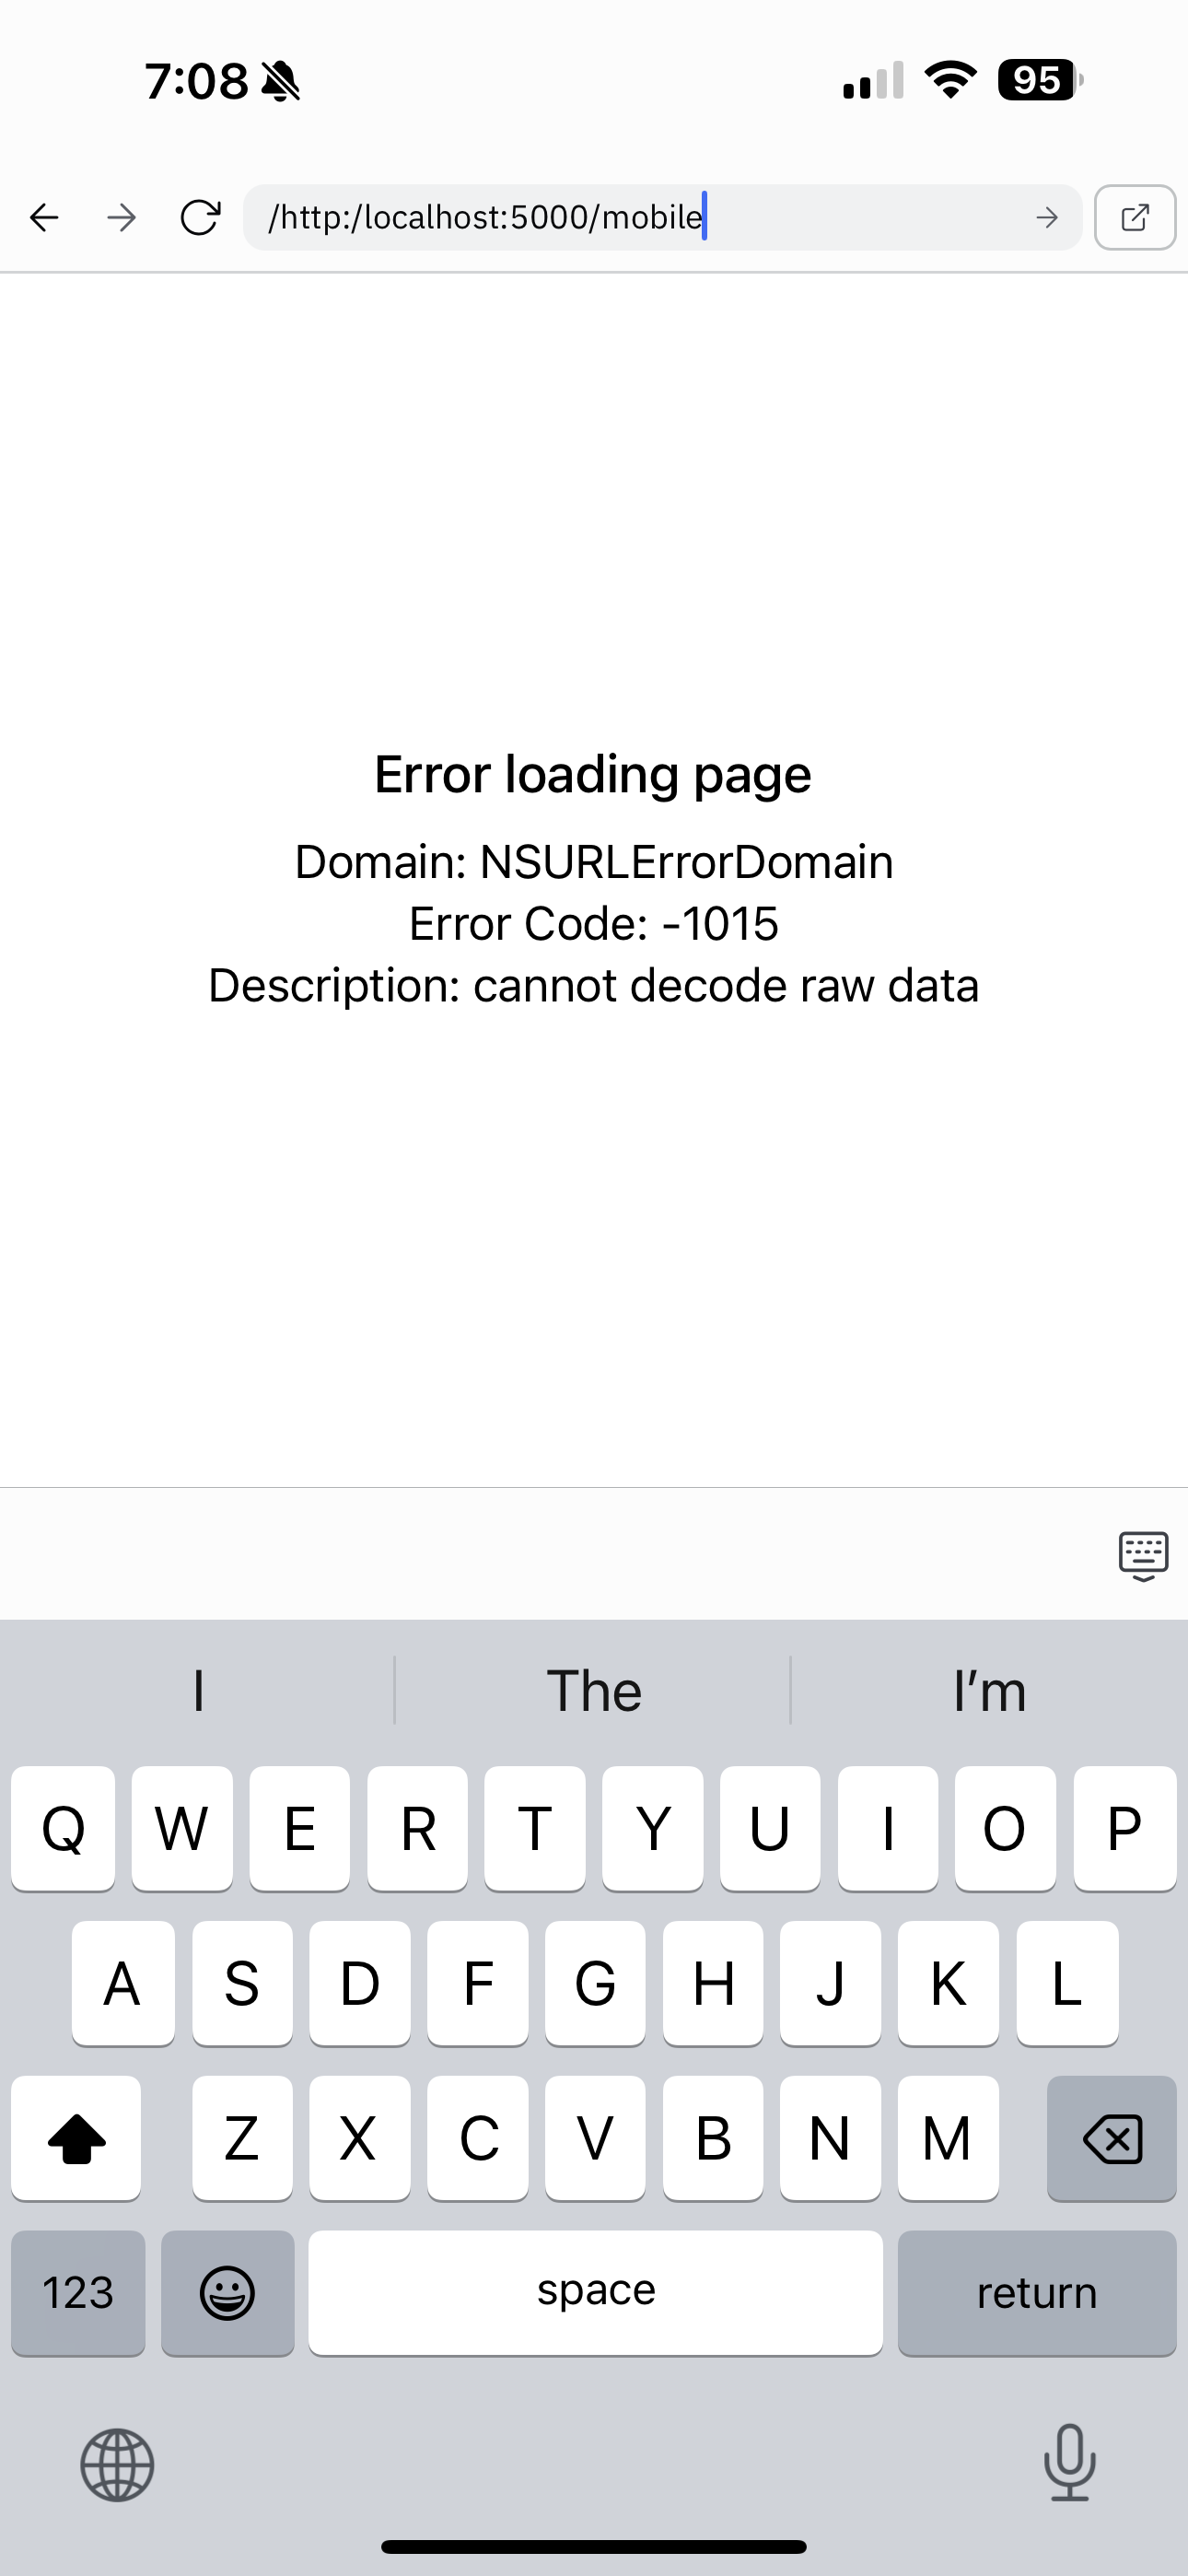 7:08
95
/http:/localhost:5000/mobile
Error loading page
Domain: NSURLErrorDomain
Error Code: -1015
Description: cannot decode raw data
I The I’m
Q W E R T Y U I O P
A S D F G H J K L
Z X C V B N M
123 space return